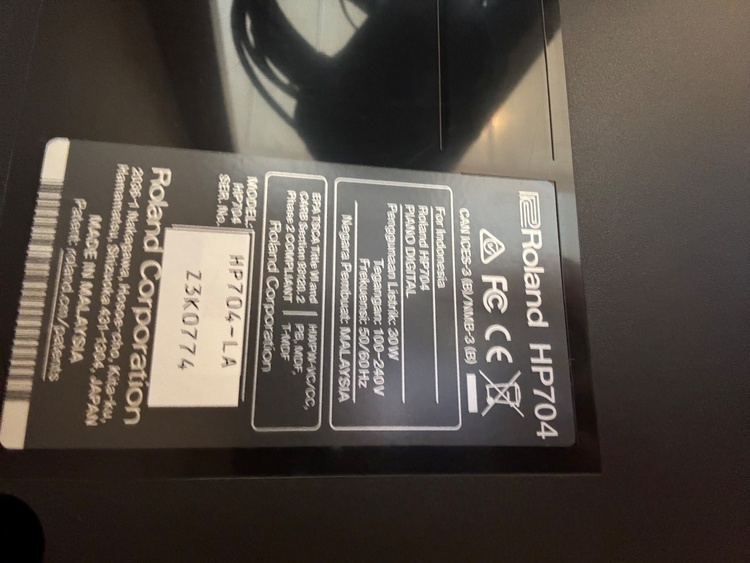 Roland HP704
FC CE
CAN ICES-3 (B)/NMB-3 (B)
For Indonesia
Roland HP704
PIANO DIGITAL
Penggunaan Listrik: 30W
Tegangan: 100-240V
Frekuensi: 50/60Hz
Negara Pembuat: MALAYSIA
EPA TSCA Title VI and
CARB Section 93120.2
Phase 2 COMPLIANT
HWPW-VC/CC,
PB, MDF,
T-MDF
Roland Corporation
MODEL:
HP704
SER. No.
HP704-LA
Z3K0774
Roland Corporation
2036-1 Nakagawa, Hosoe-cho, Kita-ku,
Hamamatsu, Shizuoka 431-1304, JAPAN
MADE IN MALAYSIA
Patent: roland.com/patents